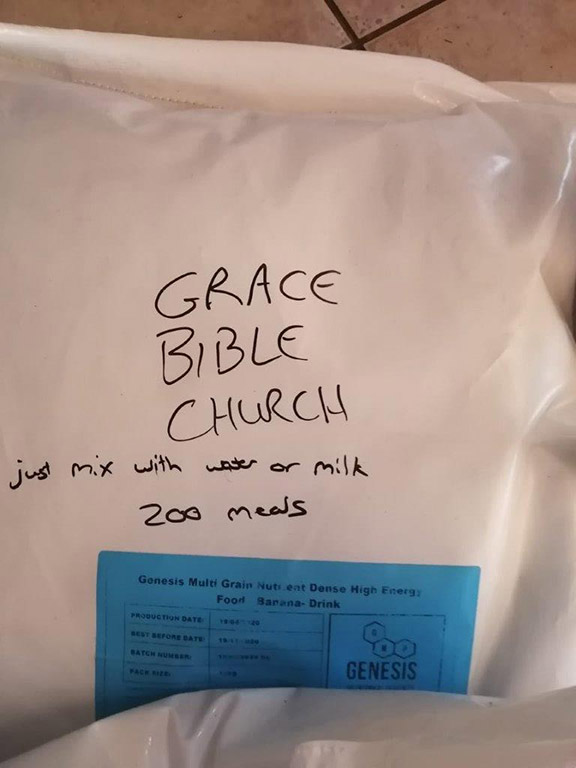 GRACE
BIBLE
CHURCH
just mix with water or milk
200 meals
Genesis Multi Grain Nutrient Dense High Energy
Food Banana- Drink
PRODUCTION DATE:
BEST BEFORE DATE:
BATCH NUMBER:
PACK SIZE:
GENESIS